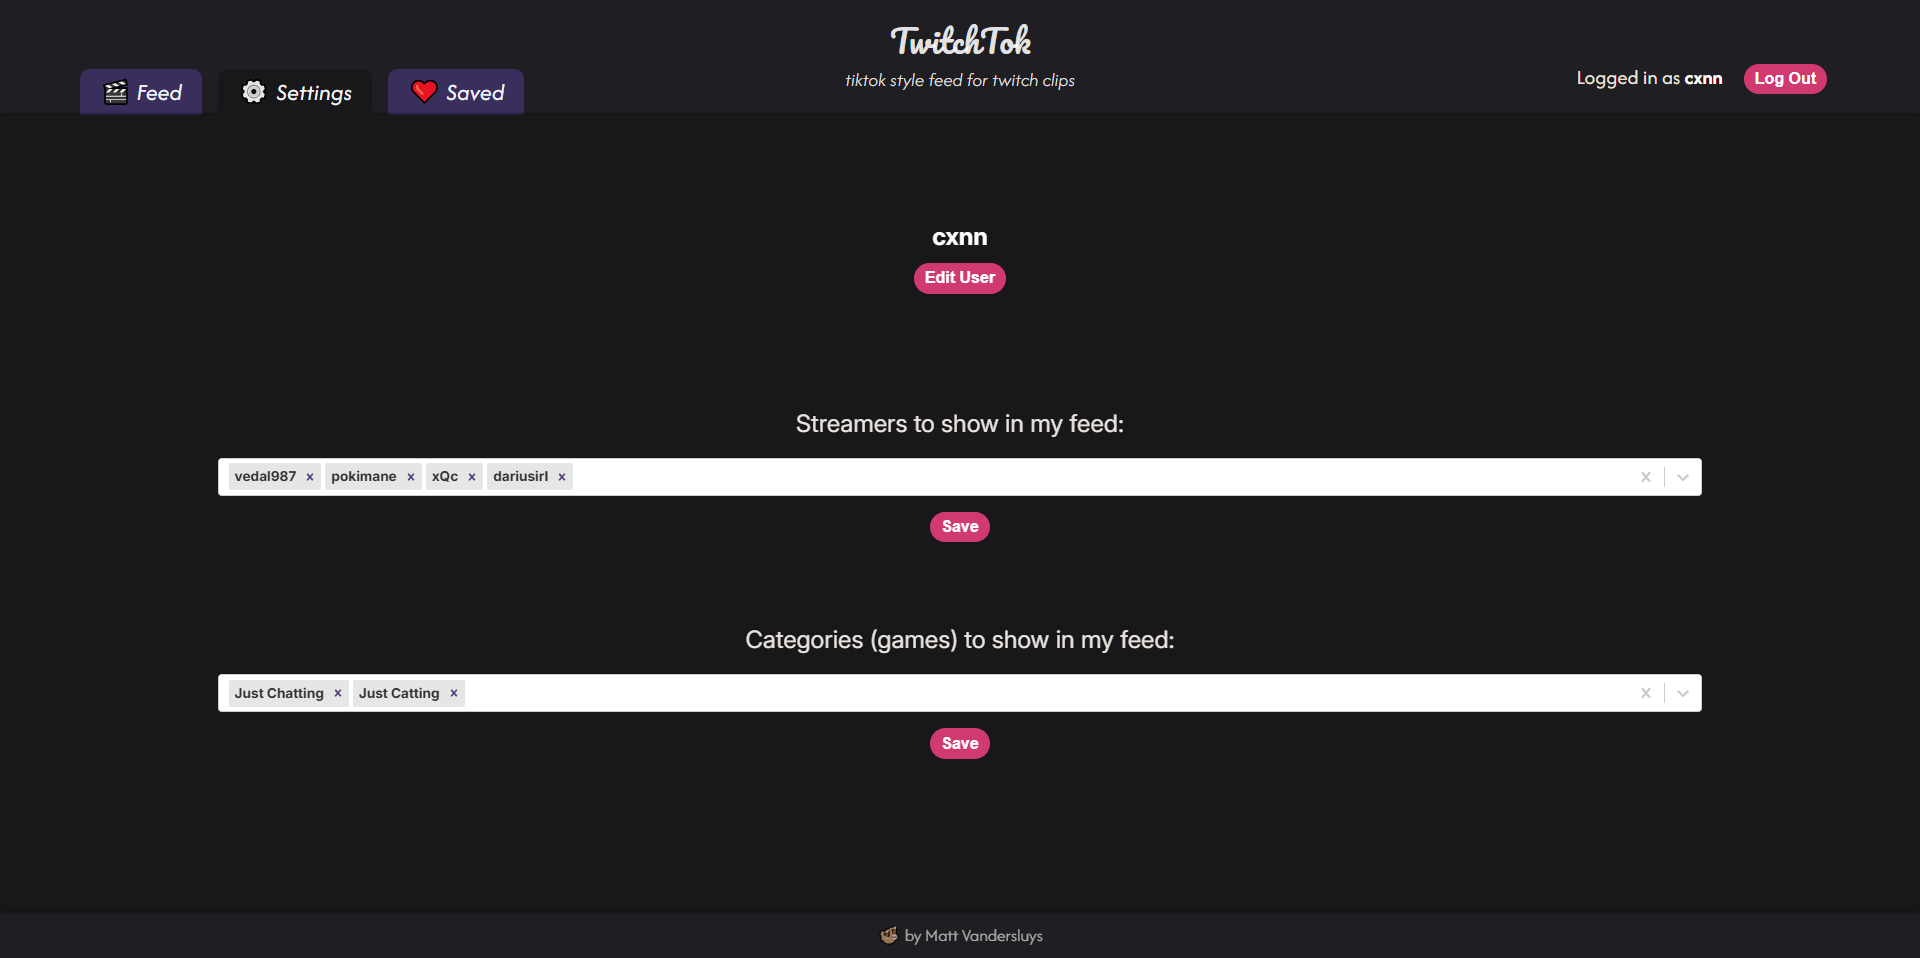 TwitchTok
tiktok style feed for twitch clips
Feed
Settings
Saved
Logged in as cxnn
Log Out
cxnn
Edit User
Streamers to show in my feed:
vedal987 × pokimane × xQc × dariusirl ×
Save
Categories (games) to show in my feed:
Just Chatting × Just Catting ×
Save
by Matt Vandersluys